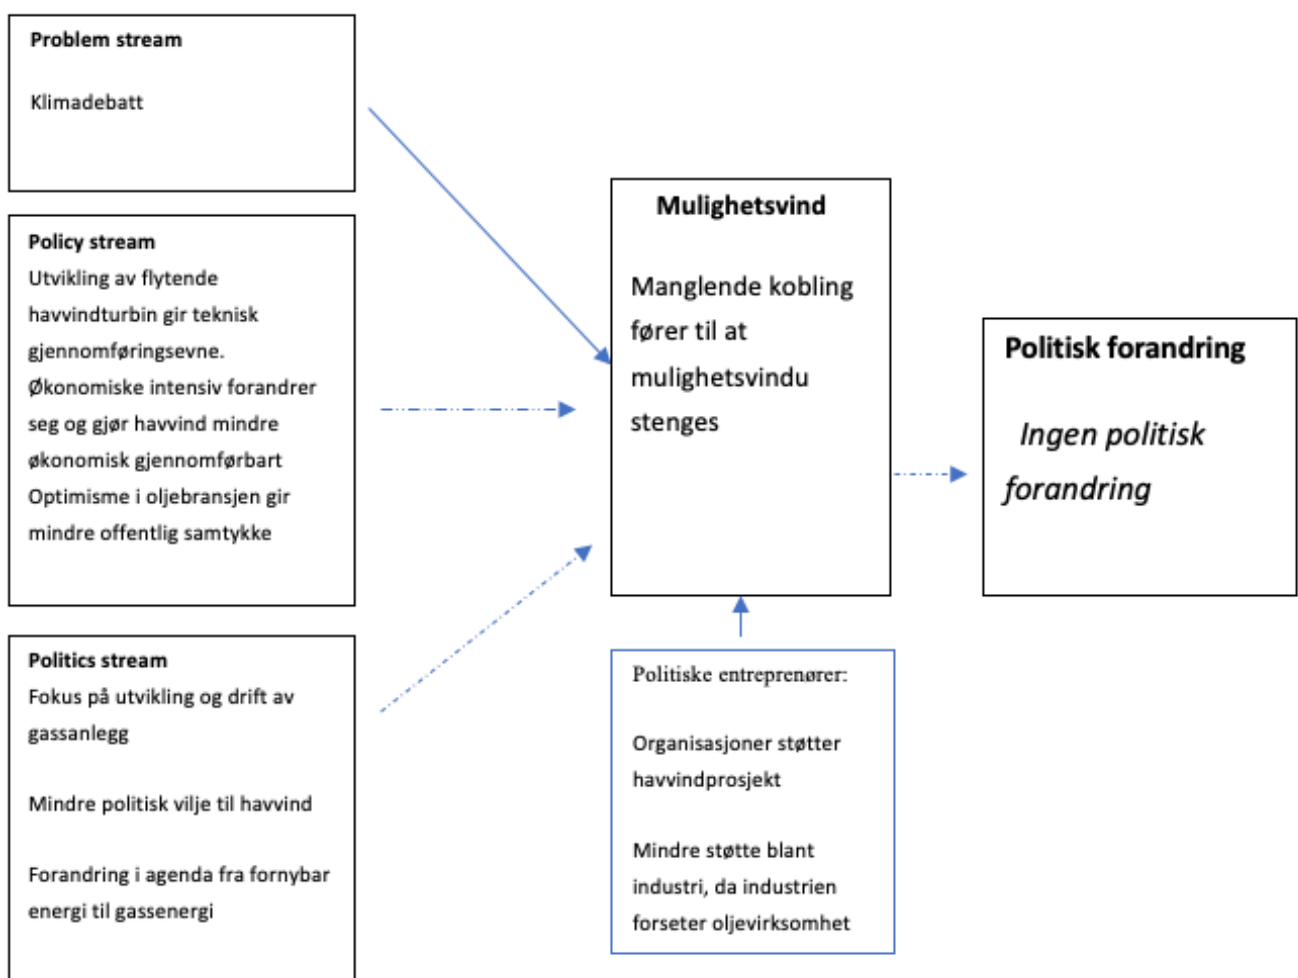 Problem stream
Klimadebatt
Policy stream
Utvikling av flytende
havvindturbin gir teknisk
gjennomføringsevne.
Økonomiske intensiv forandrer
seg og gjør havvind mindre
økonomisk gjennomførbart
Optimisme i oljebransjen gir
mindre offentlig samtykke
Politics stream
Fokus på utvikling og drift av
gassanlegg
Mindre politisk vilje til havvind
Forandring i agenda fra fornybar
energi til gassenergi
Mulighetsvind
Manglende kobling
fører til at
mulighetsvindu
stenges
Politiske entreprenører:
Organisasjoner støtter
havvindprosjekt
Mindre støtte blant
industri, da industrien
forseter oljevirksomhet
Politisk forandring
Ingen politisk
forandring